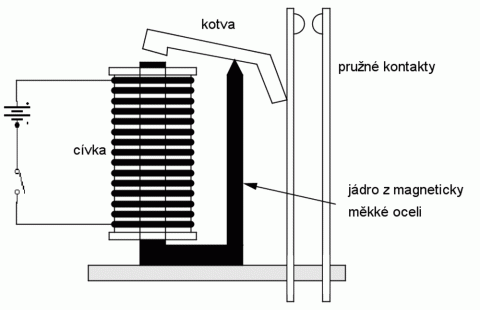 kotva
pružné kontakty
cívka
jádro z magneticky
měkké oceli